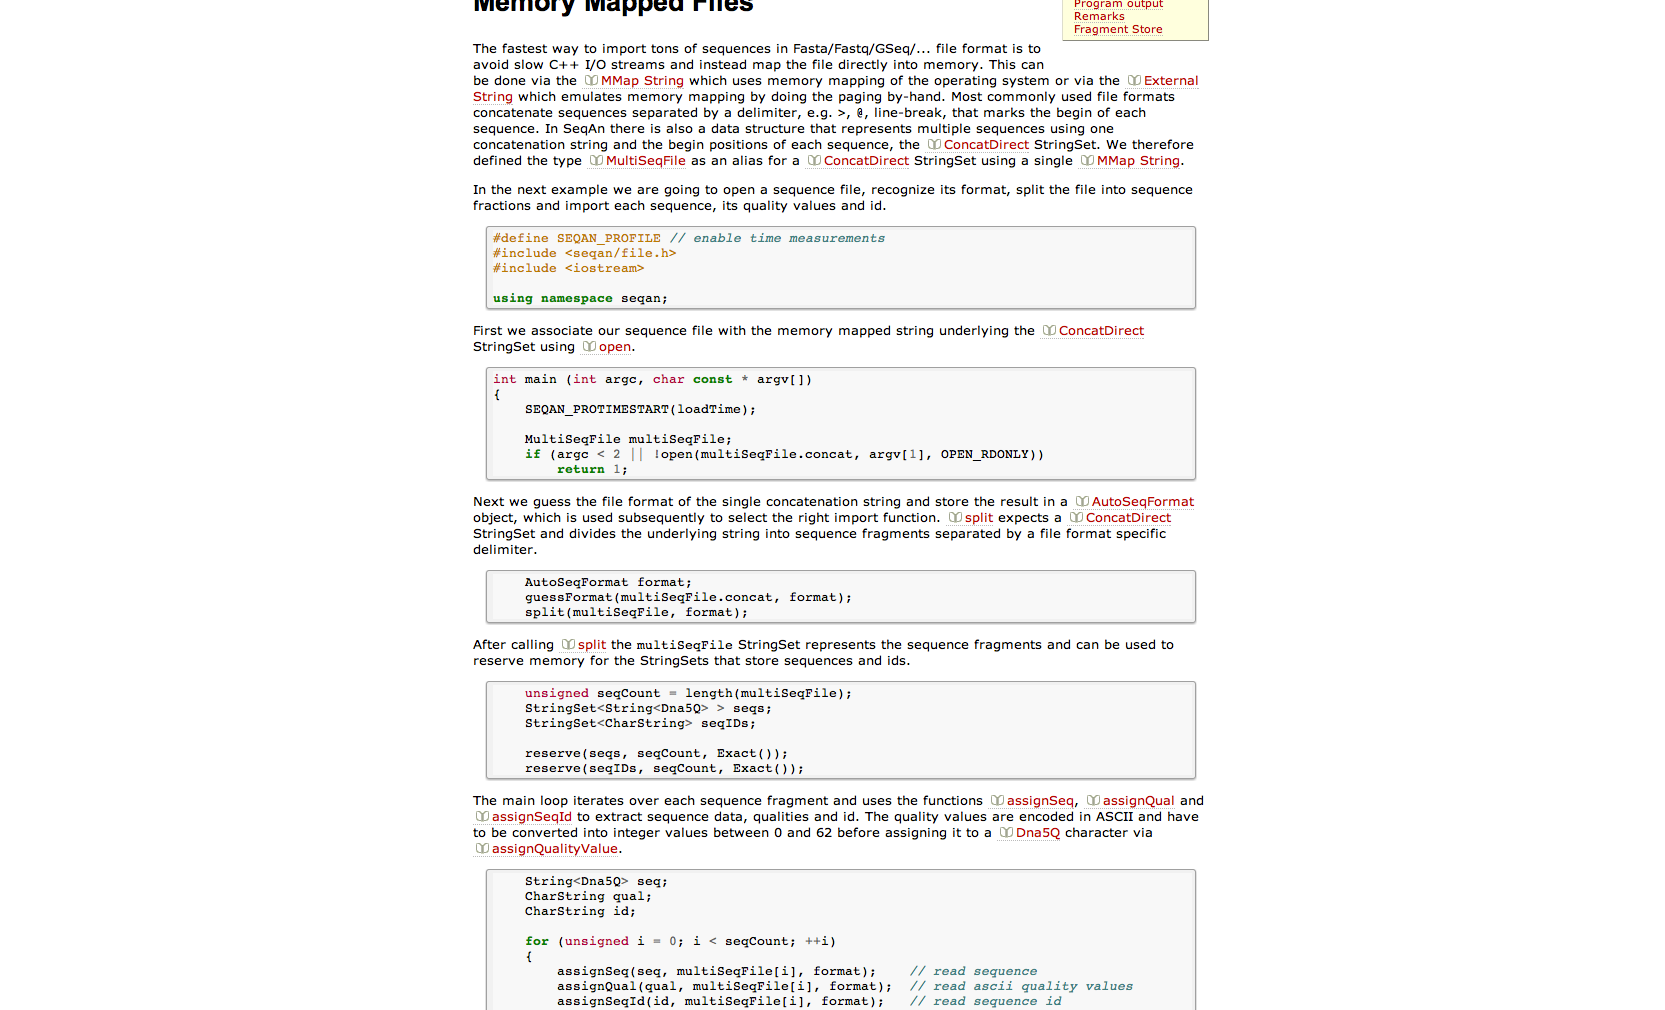 Memory Mapped Files
Program output
Remarks
Fragment Store
The fastest way to import tons of sequences in Fasta/Fastq/GSeq/... file format is to
avoid slow C++ I/O streams and instead map the file directly into memory. This can
be done via the MMap String which uses memory mapping of the operating system or via the External
String which emulates memory mapping by doing the paging by-hand. Most commonly used file formats
concatenate sequences separated by a delimiter, e.g. >, @, line-break, that marks the begin of each
sequence. In SeqAn there is also a data structure that represents multiple sequences using one
concatenation string and the begin positions of each sequence, the ConcatDirect StringSet. We therefore
defined the type MultiSeqFile as an alias for a ConcatDirect StringSet using a single MMap String.
In the next example we are going to open a sequence file, recognize its format, split the file into sequence
fractions and import each sequence, its quality values and id.
#define SEQAN_PROFILE // enable time measurements
#include <seqan/file.h>
#include <iostream>
using namespace seqan;
First we associate our sequence file with the memory mapped string underlying the ConcatDirect
StringSet using open.
int main (int argc, char const * argv[])
{
    SEQAN_PROTIMESTART(loadTime);
    MultiSeqFile multiSeqFile;
    if (argc < 2 || !open(multiSeqFile.concat, argv[1], OPEN_RDONLY))
        return 1;
Next we guess the file format of the single concatenation string and store the result in a AutoSeqFormat
object, which is used subsequently to select the right import function. split expects a ConcatDirect
StringSet and divides the underlying string into sequence fragments separated by a file format specific
delimiter.
    AutoSeqFormat format;
    guessFormat(multiSeqFile.concat, format);
    split(multiSeqFile, format);
After calling split the multiSeqFile StringSet represents the sequence fragments and can be used to
reserve memory for the StringSets that store sequences and ids.
    unsigned seqCount = length(multiSeqFile);
    StringSet<String<Dna5Q> > seqs;
    StringSet<CharString> seqIDs;
    reserve(seqs, seqCount, Exact());
    reserve(seqIDs, seqCount, Exact());
The main loop iterates over each sequence fragment and uses the functions assignSeq, assignQual and
assignSeqId to extract sequence data, qualities and id. The quality values are encoded in ASCII and have
to be converted into integer values between 0 and 62 before assigning it to a Dna5Q character via
assignQualityValue.
    String<Dna5Q> seq;
    CharString qual;
    CharString id;
    for (unsigned i = 0; i < seqCount; ++i)
    {
        assignSeq(seq, multiSeqFile[i], format);    // read sequence
        assignQual(qual, multiSeqFile[i], format);  // read ascii quality values
        assignSeqId(id, multiSeqFile[i], format);   // read sequence id